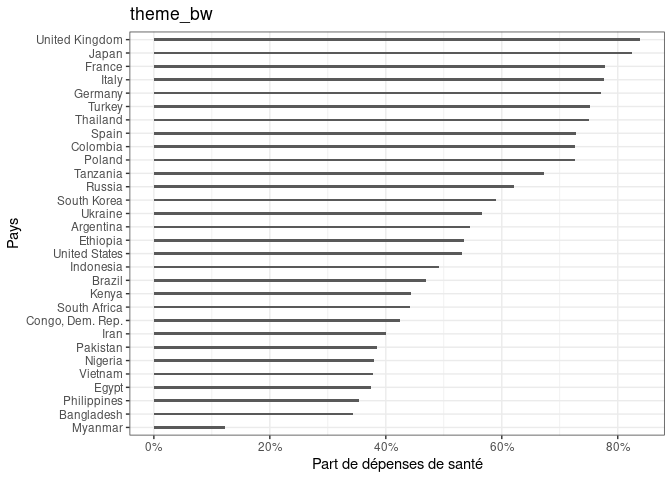 theme_bw
United Kingdom
Japan
France
Italy
Germany
Turkey
Thailand
Spain
Colombia
Poland
Tanzania
Russia
South Korea
Ukraine
Argentina
Ethiopia
United States
Indonesia
Brazil
Kenya
South Africa
Congo, Dem. Rep.
Iran
Pakistan
Nigeria
Vietnam
Egypt
Philippines
Bangladesh
Myanmar
Pays
0% 20% 40% 60% 80%
Part de dépenses de santé